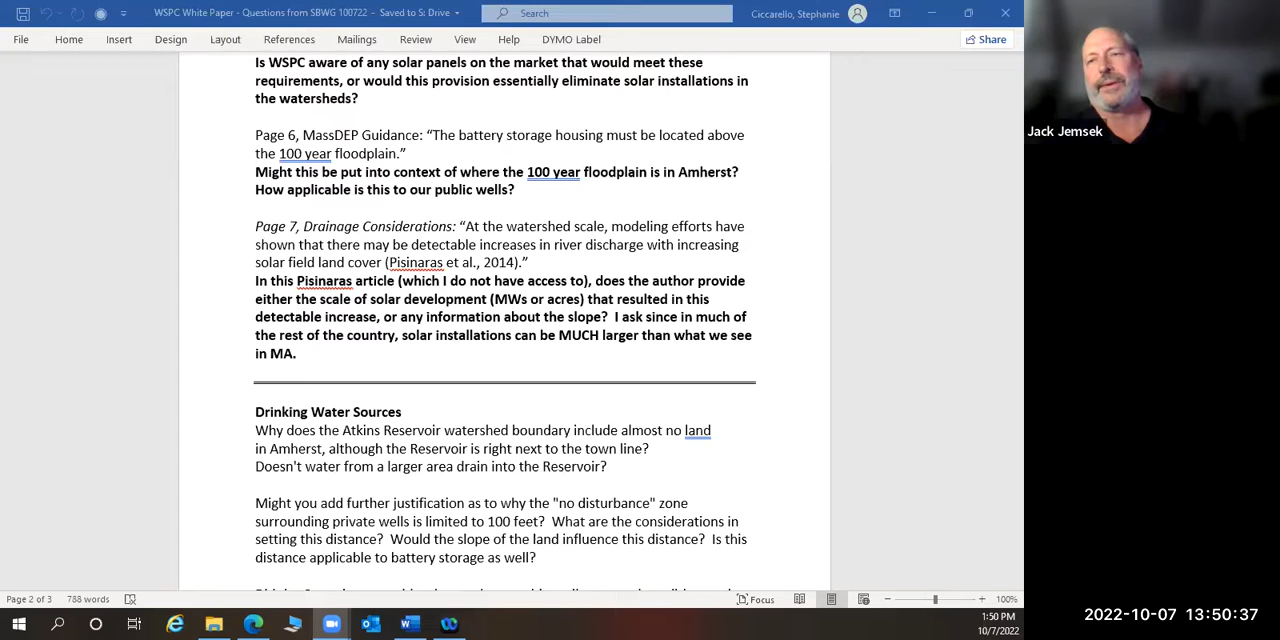 WSPC White Paper - Questions from SBWG 100722 - Saved to S: Drive
Search
Ciccarello, Stephanie
File Home Insert Design Layout References Mailings Review View Help DYMO Label
Share
Is WSPC aware of any solar panels on the market that would meet these
requirements, or would this provision essentially eliminate solar installations in
the watersheds?
Page 6, MassDEP Guidance: “The battery storage housing must be located above
the 100 year floodplain.”
Might this be put into context of where the 100 year floodplain is in Amherst?
How applicable is this to our public wells?
Page 7, Drainage Considerations: “At the watershed scale, modeling efforts have
shown that there may be detectable increases in river discharge with increasing
solar field land cover (Pisinaras et al., 2014).”
In this Pisinaras article (which I do not have access to), does the author provide
either the scale of solar development (MWs or acres) that resulted in this
detectable increase, or any information about the slope?  I ask since in much of
the rest of the country, solar installations can be MUCH larger than what we see
in MA.
Drinking Water Sources
Why does the Atkins Reservoir watershed boundary include almost no land
in Amherst, although the Reservoir is right next to the town line?
Doesn't water from a larger area drain into the Reservoir?
Might you add further justification as to why the "no disturbance" zone
surrounding private wells is limited to 100 feet?  What are the considerations in
setting this distance?  Would the slope of the land influence this distance?  Is this
distance applicable to battery storage as well?
Page 2 of 3 788 words
Focus
100%
1:50 PM
10/7/2022
Jack Jemsek
2022-10-07 13:50:37